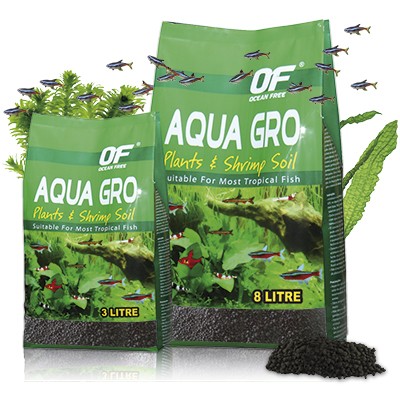 OF
OCEAN FREE
AQUA GRO
Plants & Shrimp Soil
Suitable For Most Tropical Fish
3 LITRE
OF
OCEAN FREE
AQUA GRO
Plants & Shrimp Soil
Suitable For Most Tropical Fish
8 LITRE